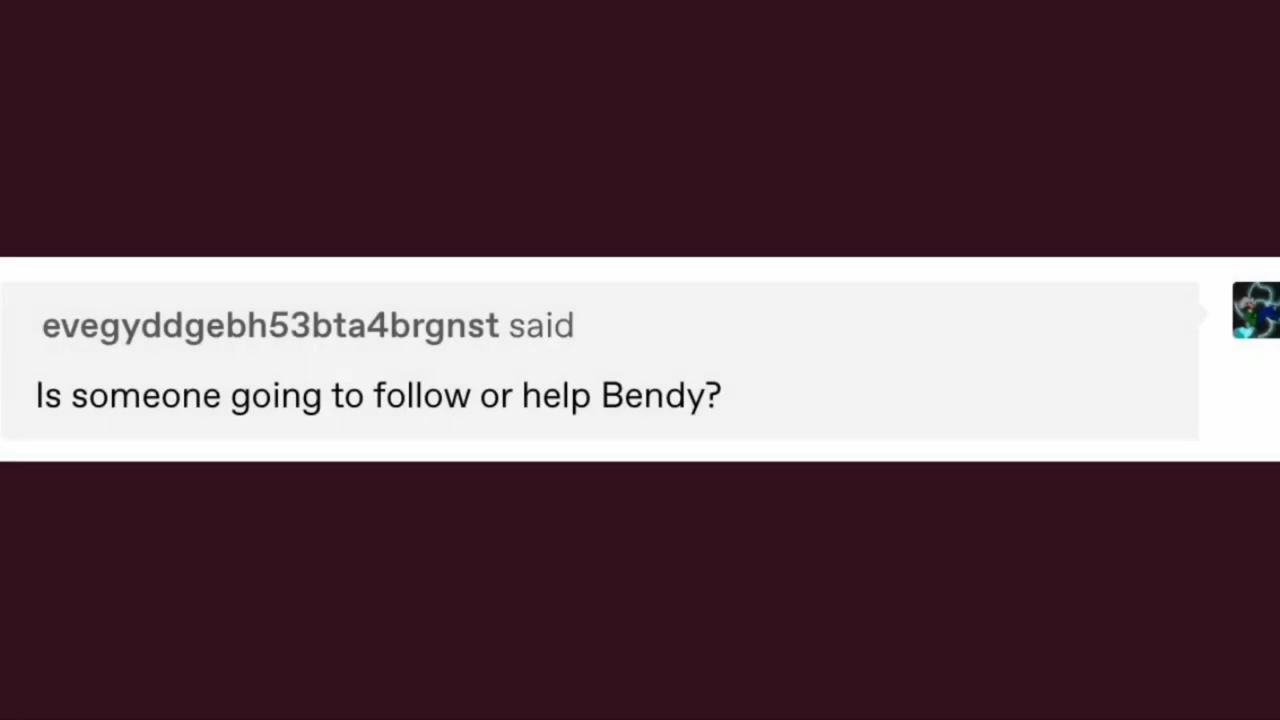 evegyddgebh53bta4brgnst said
Is someone going to follow or help Bendy?